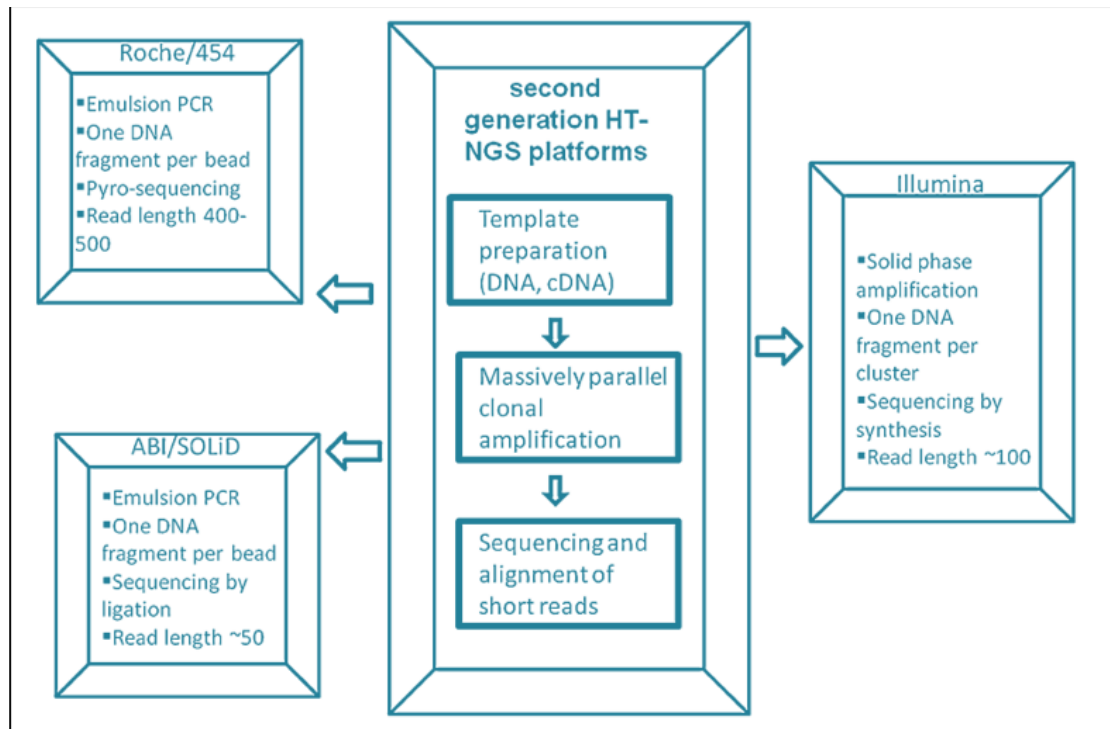 Roche/454
▪Emulsion PCR
▪One DNA
fragment per bead
▪Pyro-sequencing
▪Read length 400-
500
ABI/SOLiD
▪Emulsion PCR
▪One DNA
fragment per bead
▪Sequencing by
ligation
▪Read length ~50
second
generation HT-
NGS platforms
Template
preparation
(DNA, cDNA)
Massively parallel
clonal
amplification
Sequencing and
alignment of
short reads
Illumina
▪Solid phase
amplification
▪One DNA
fragment per
cluster
▪Sequencing by
synthesis
▪Read length ~100